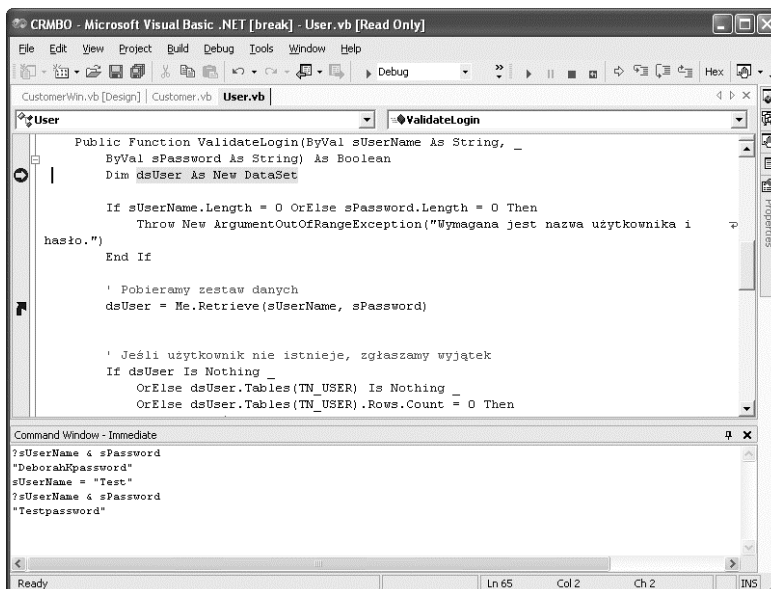 CRMBO - Microsoft Visual Basic .NET [break] - User.vb [Read Only]
File Edit View Project Build Debug Tools Window Help
Debug Hex
CustomerWin.vb [Design] Customer.vb User.vb
User ValidateLogin
Public Function ValidateLogin(ByVal sUserName As String, _
ByVal sPassword As String) As Boolean
Dim dsUser As New DataSet
If sUserName.Length = 0 OrElse sPassword.Length = 0 Then
Throw New ArgumentOutOfRangeException("Wymagana jest nazwa użytkownika i
hasło.")
End If
' Pobieramy zestaw danych
dsUser = Me.Retrieve(sUserName, sPassword)
' Jeśli użytkownik nie istnieje, zgłaszamy wyjątek
If dsUser Is Nothing _
OrElse dsUser.Tables(TN_USER) Is Nothing _
OrElse dsUser.Tables(TN_USER).Rows.Count = 0 Then
Properties
Command Window - Immediate
?sUserName & sPassword
"DeborahKpassword"
sUserName = "Test"
?sUserName & sPassword
"Testpassword"
Ready Ln 65 Col 2 Ch 2 INS